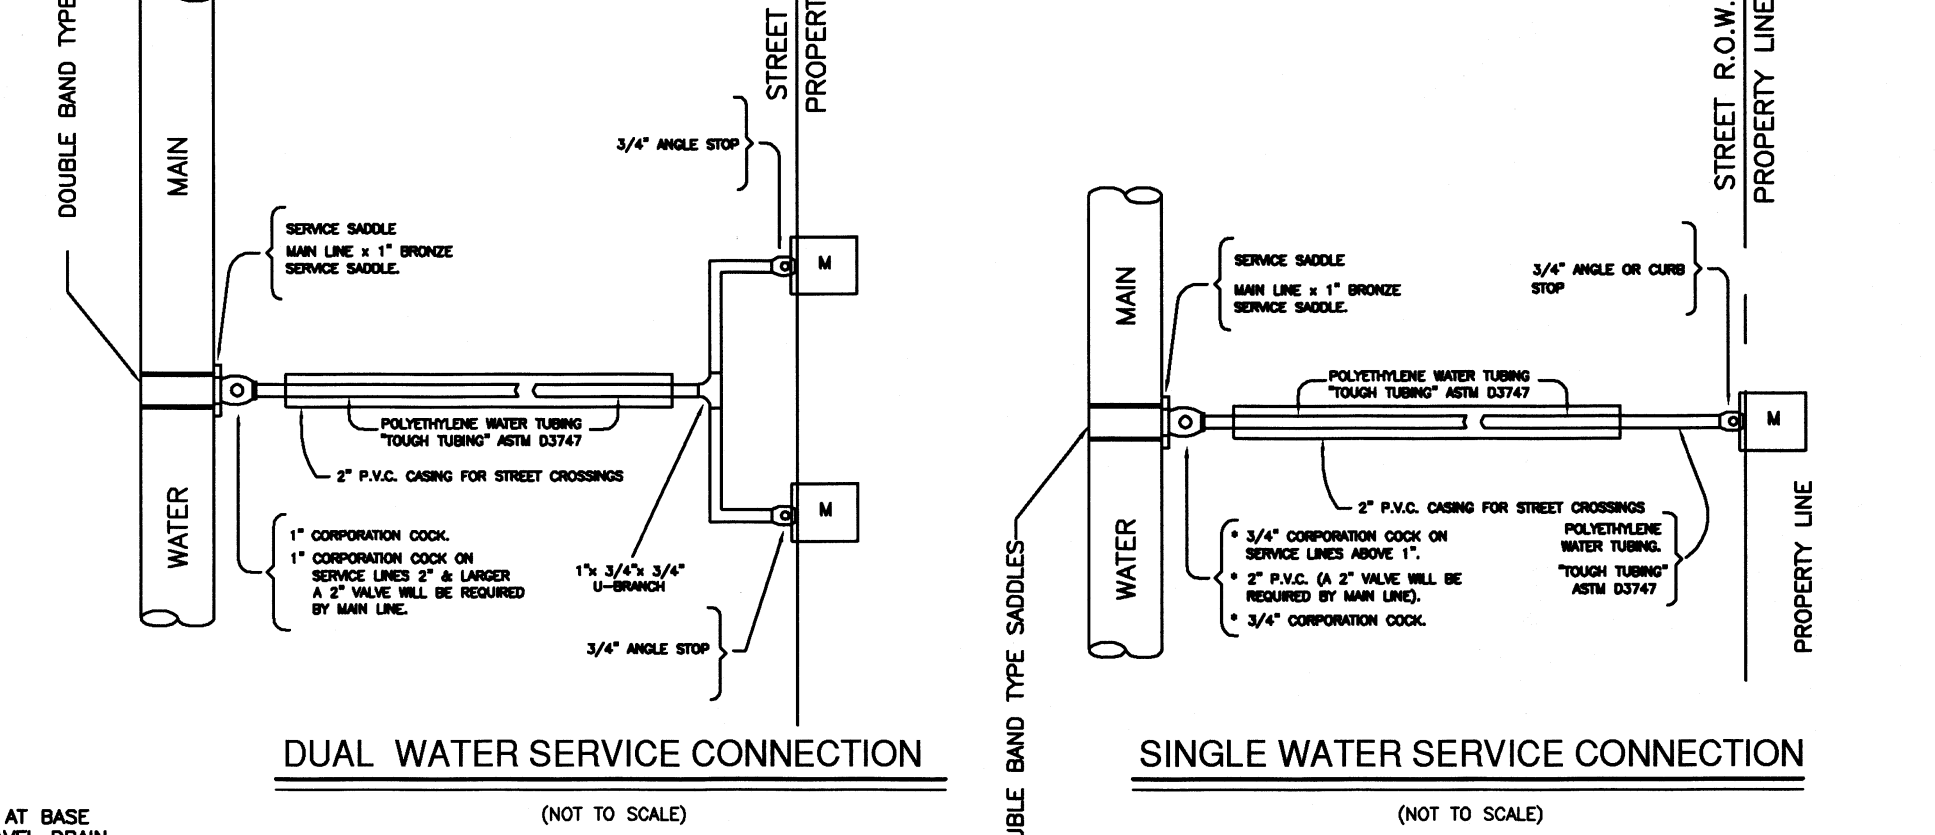 DOUBLE BAND TYPE
MAIN
WATER
STREET
PROPERT
3/4" ANGLE STOP
SERVICE SADDLE
MAIN LINE x 1" BRONZE
SERVICE SADDLE.
M
POLYETHYLENE WATER TUBING
"TOUGH TUBING" ASTM D3747
2" P.V.C. CASING FOR STREET CROSSINGS
M
1" CORPORATION COCK.
1" CORPORATION COCK ON
SERVICE LINES 2" & LARGER
A 2" VALVE WILL BE REQUIRED
BY MAIN LINE.
1"x 3/4"x 3/4"
U-BRANCH
3/4" ANGLE STOP
DUAL WATER SERVICE CONNECTION
(NOT TO SCALE)
AT BASE
STREET R.O.W.
PROPERTY LINE
MAIN
WATER
SERVICE SADDLE
MAIN LINE x 1" BRONZE
SERVICE SADDLE.
3/4" ANGLE OR CURB
STOP
POLYETHYLENE WATER TUBING
"TOUGH TUBING" ASTM D3747
M
2" P.V.C. CASING FOR STREET CROSSINGS
* 3/4" CORPORATION COCK ON
SERVICE LINES ABOVE 1".
* 2" P.V.C. (A 2" VALVE WILL BE
REQUIRED BY MAIN LINE).
* 3/4" CORPORATION COCK.
POLYETHYLENE
WATER TUBING.
"TOUGH TUBING"
ASTM D3747
PROPERTY LINE
UBLE BAND TYPE SADDLES
SINGLE WATER SERVICE CONNECTION
(NOT TO SCALE)